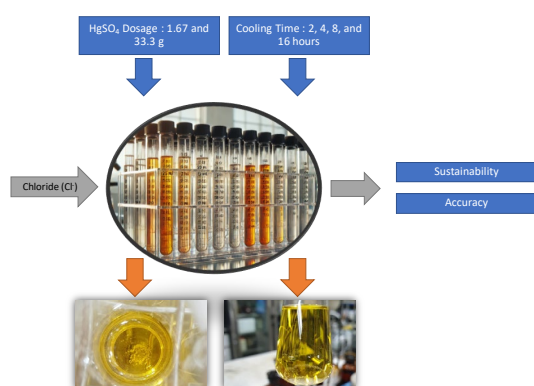 HgSO₄ Dosage : 1.67 and
33.3 g
Cooling Time : 2, 4, 8, and
16 hours
Chloride (Cl⁻)
Sustainability
Accuracy